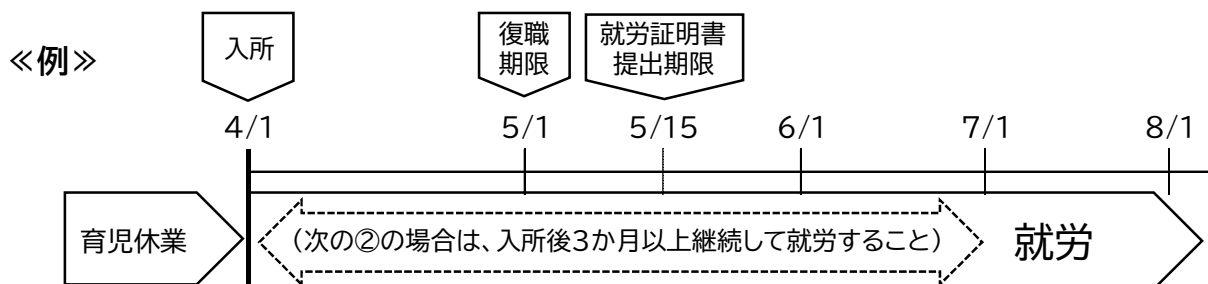 ≪例≫
入所
復職
期限
就労証明書
提出期限
4/1
5/1
5/15
6/1
7/1
8/1
育児休業
(次の②の場合は、入所後3か月以上継続して就労すること)
就労